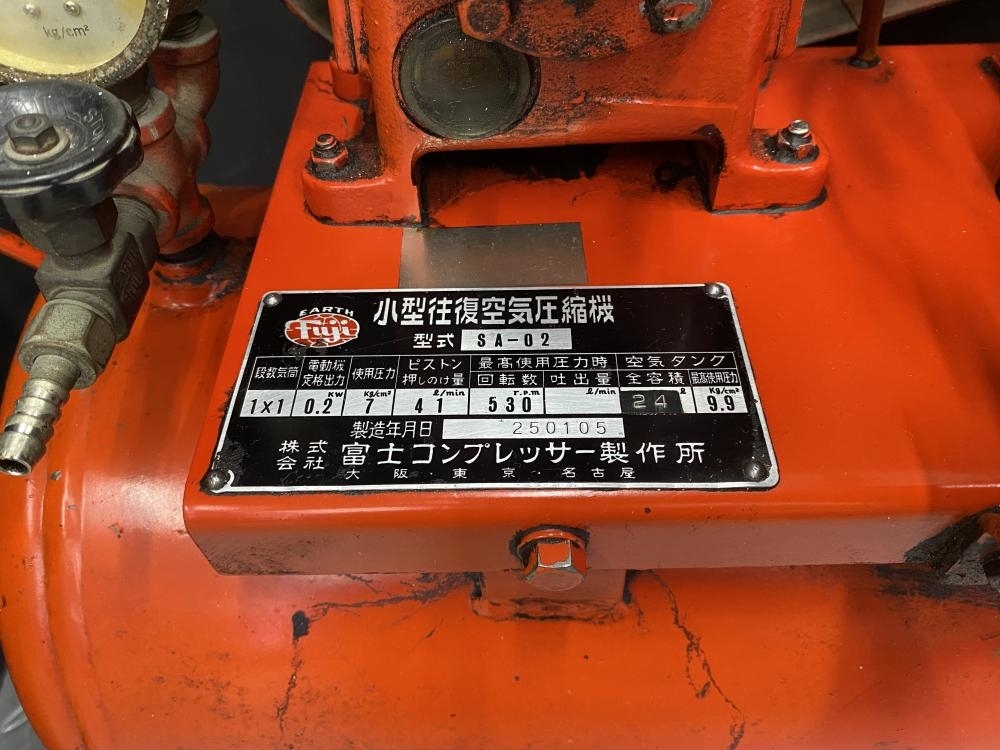 kg/cm²
EARTH
Fuji
小型往復空気圧縮機
型式 SA-02
段数気筒 電動機定格出力 使用圧力 ピストン押しのけ量 最高使用圧力時 空気タンク
回転数 吐出量 全容積 最高使用圧力
KW kg/cm² ℓ/min r.p.m ℓ/min ℓ kg/cm²
1×1 0.2 7 41 530 24 9.9
製造年月日 250105
株式会社 富士コンプレッサー製作所
大阪・東京・名古屋